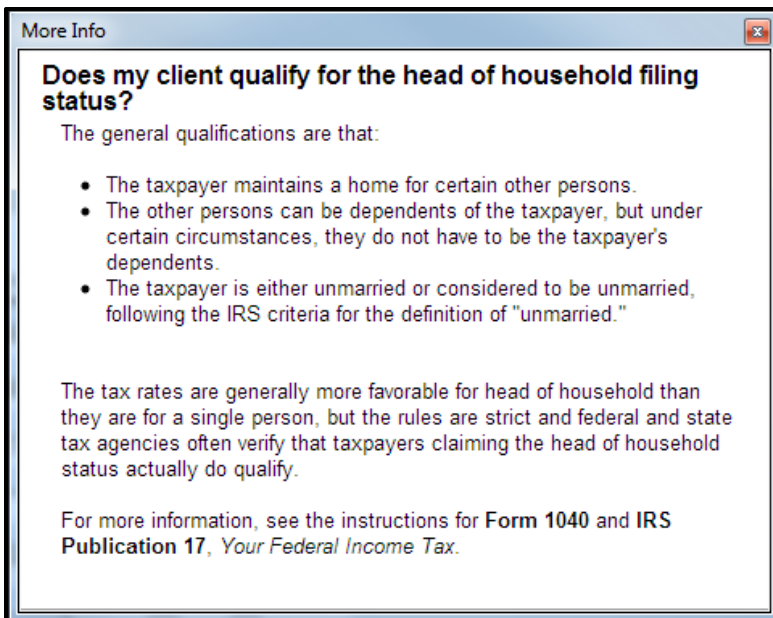 More Info
Does my client qualify for the head of household filing
status?
The general qualifications are that:
• The taxpayer maintains a home for certain other persons.
• The other persons can be dependents of the taxpayer, but under
certain circumstances, they do not have to be the taxpayer's
dependents.
• The taxpayer is either unmarried or considered to be unmarried,
following the IRS criteria for the definition of "unmarried."
The tax rates are generally more favorable for head of household than
they are for a single person, but the rules are strict and federal and state
tax agencies often verify that taxpayers claiming the head of household
status actually do qualify.
For more information, see the instructions for Form 1040 and IRS
Publication 17, Your Federal Income Tax.